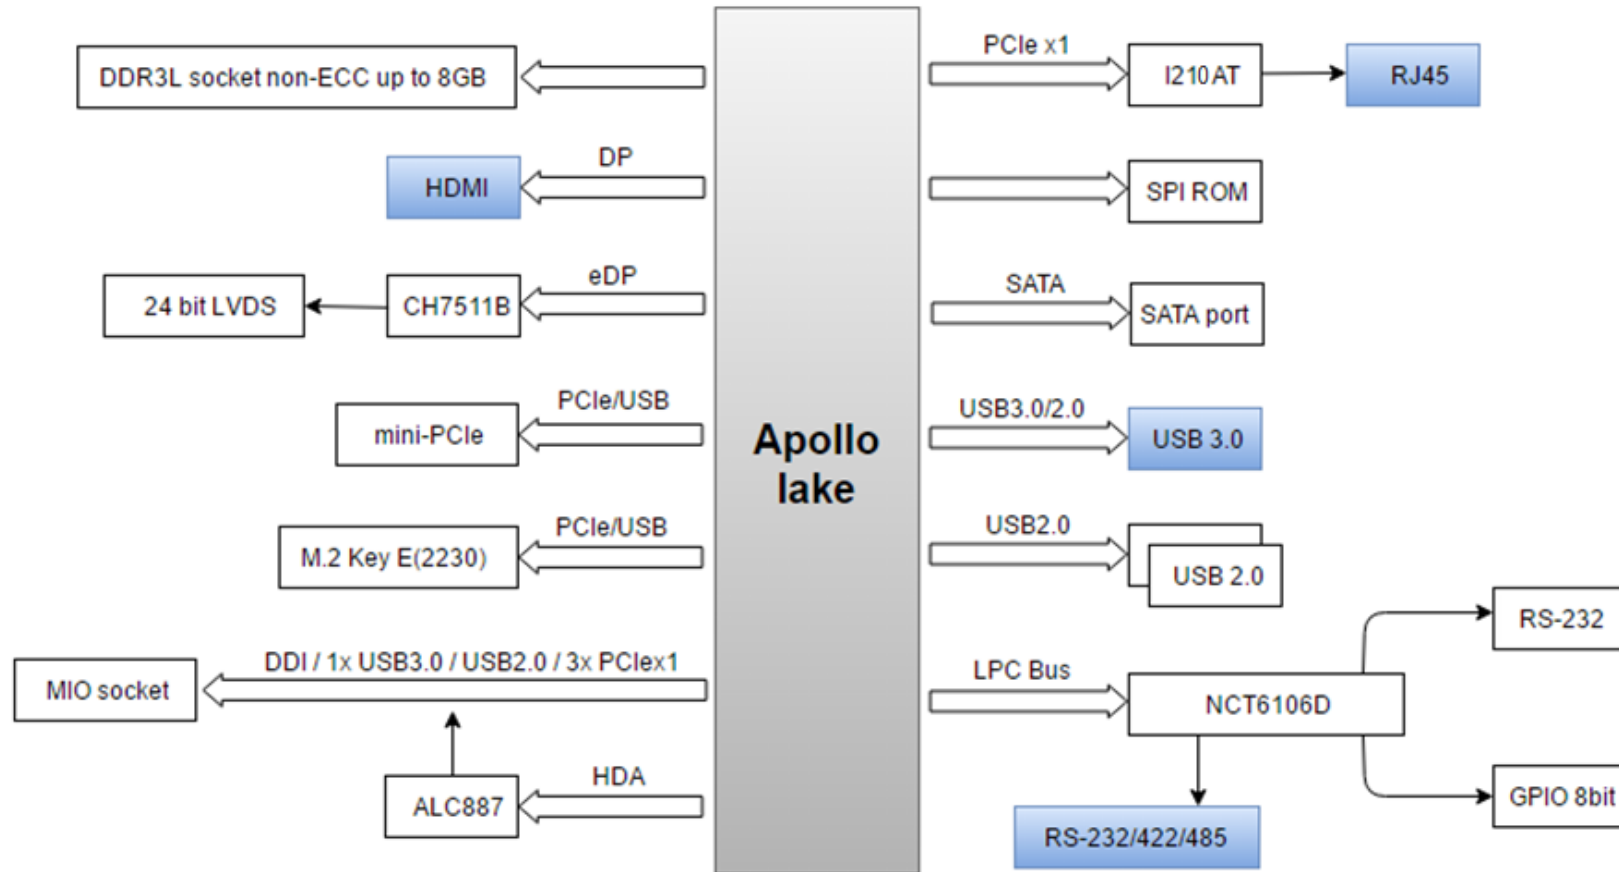 DDR3L socket non-ECC up to 8GB
DP
HDMI
eDP
24 bit LVDS
CH7511B
PCIe/USB
mini-PCIe
PCIe/USB
M.2 Key E(2230)
DDI / 1x USB3.0 / USB2.0 / 3x PCIex1
MIO socket
HDA
ALC887
Apollo
lake
PCIe x1
I210AT
RJ45
SPI ROM
SATA
SATA port
USB3.0/2.0
USB 3.0
USB2.0
USB 2.0
LPC Bus
NCT6106D
RS-232
GPIO 8bit
RS-232/422/485